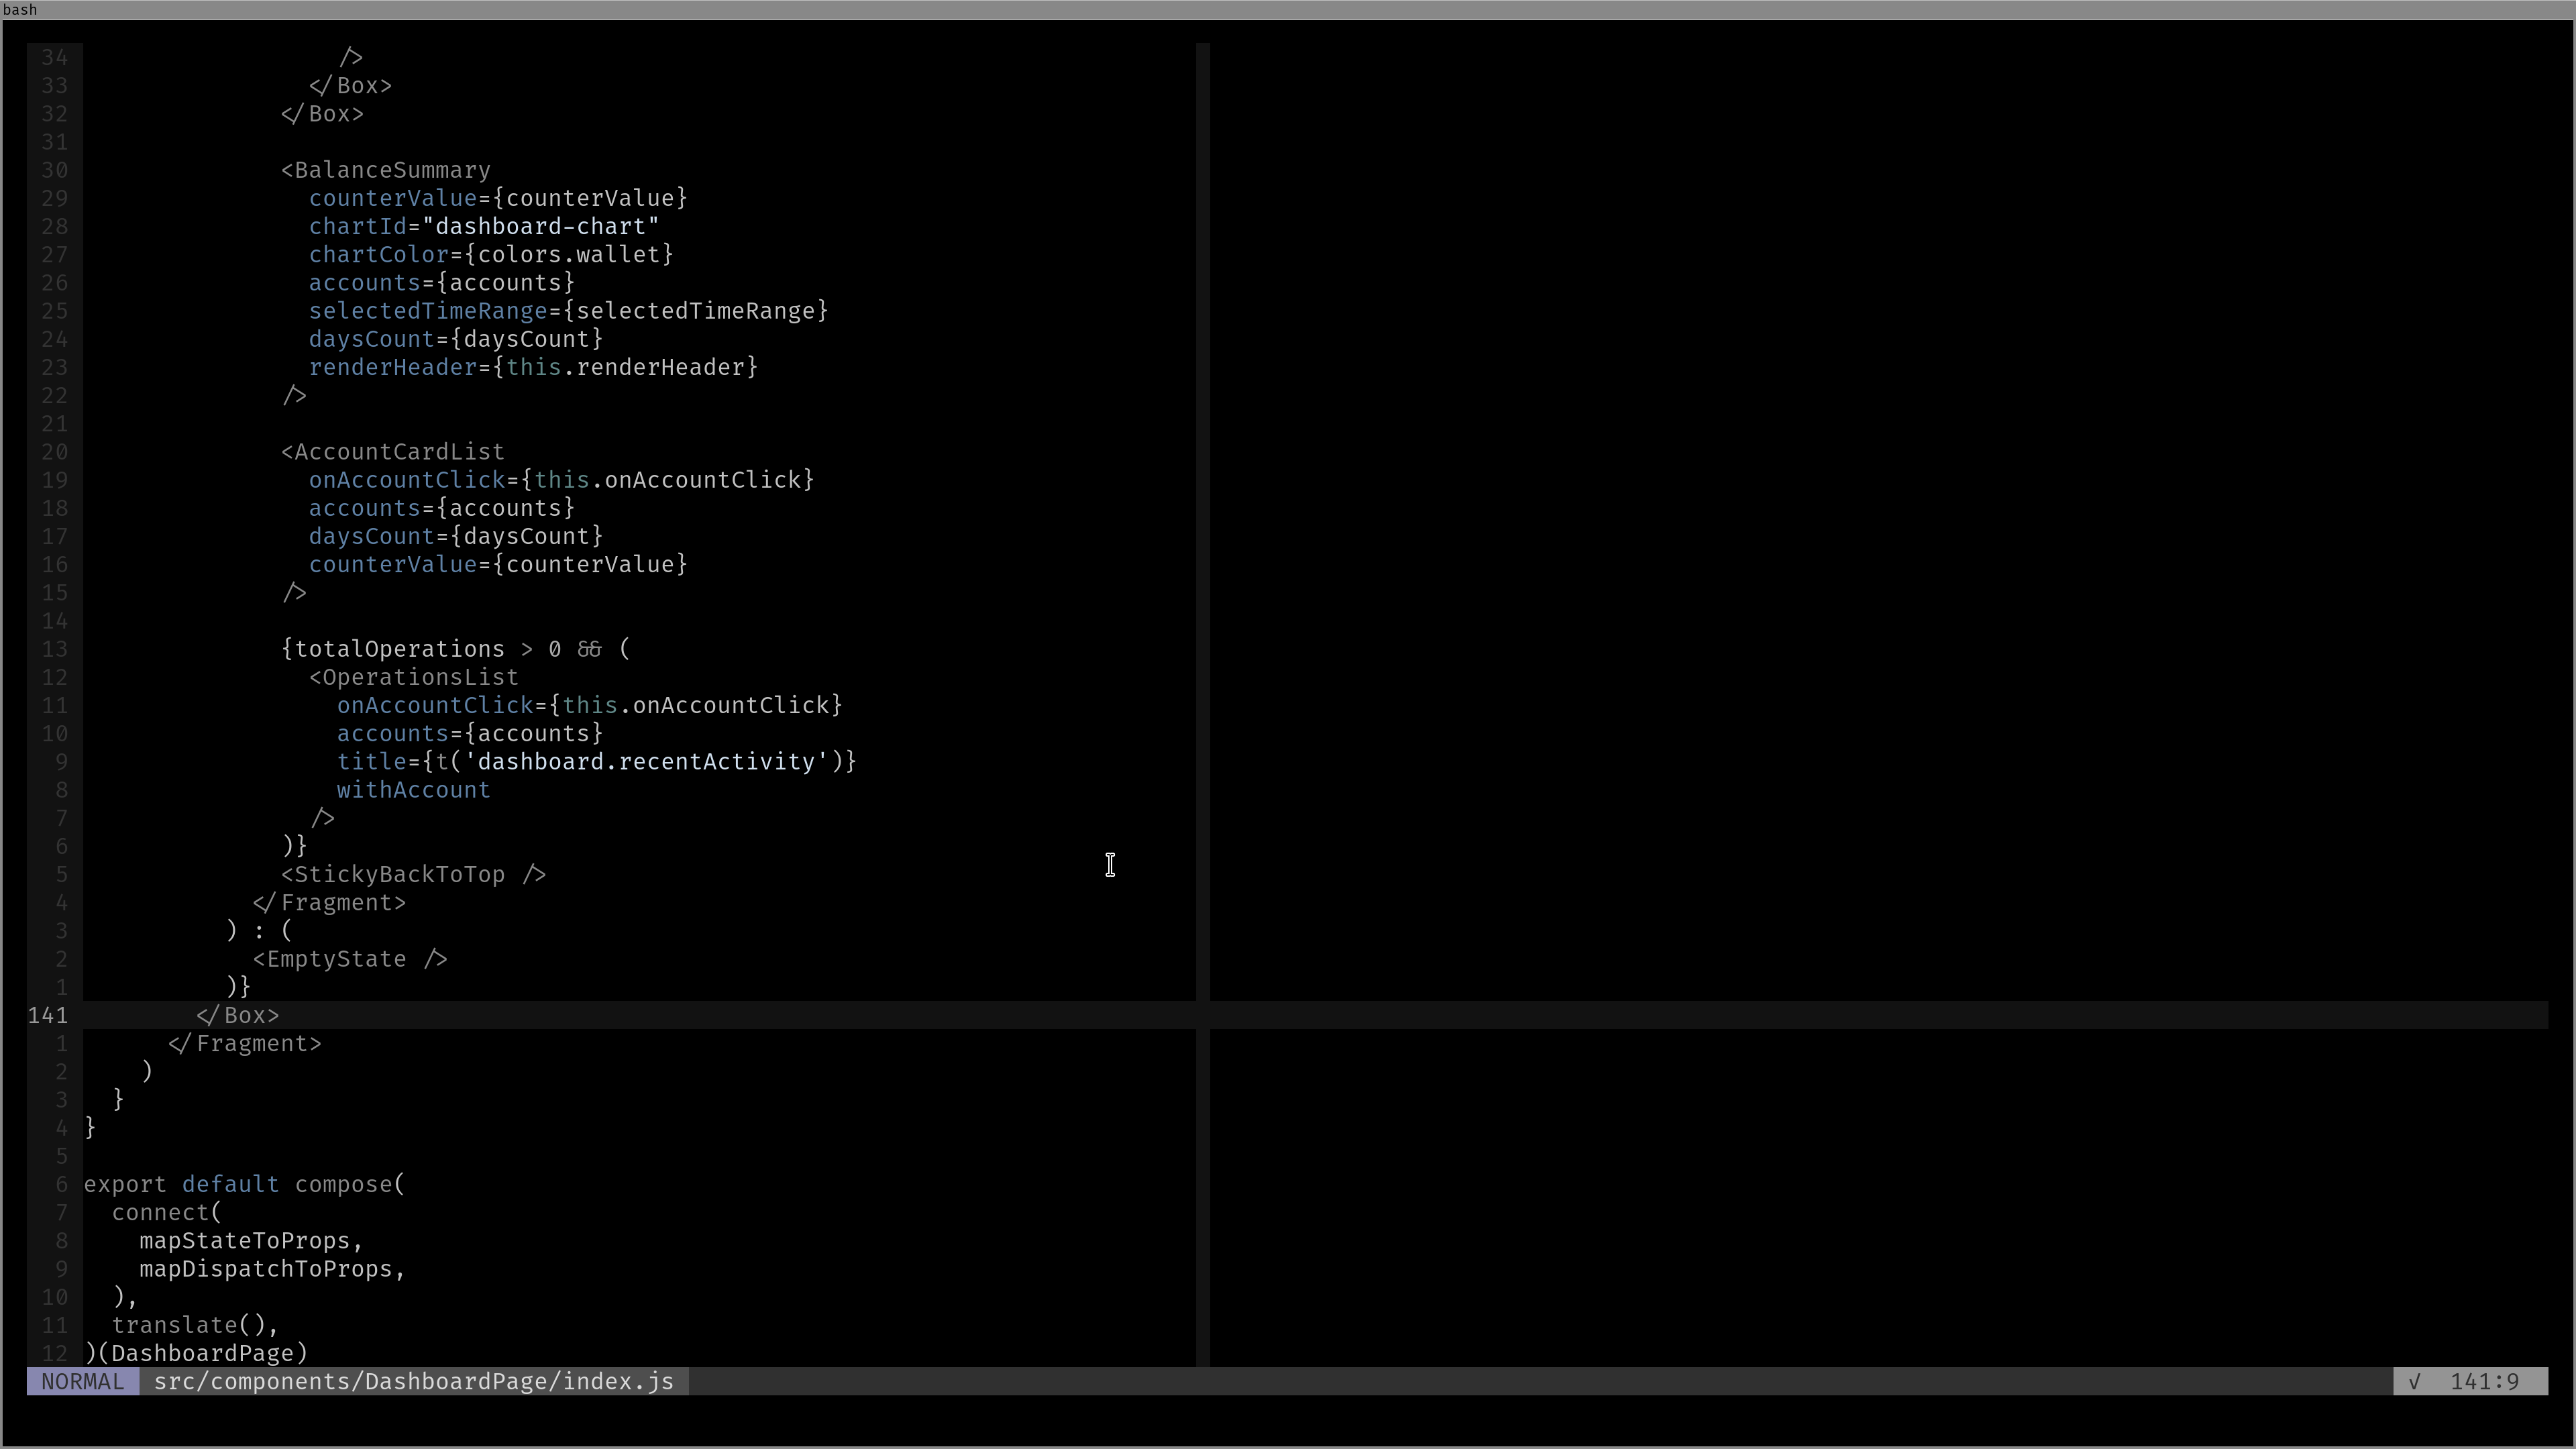 bash
34                   />
33                 </Box>
32               </Box>
31
30               <BalanceSummary
29                 counterValue={counterValue}
28                 chartId="dashboard-chart"
27                 chartColor={colors.wallet}
26                 accounts={accounts}
25                 selectedTimeRange={selectedTimeRange}
24                 daysCount={daysCount}
23                 renderHeader={this.renderHeader}
22               />
21
20               <AccountCardList
19                 onAccountClick={this.onAccountClick}
18                 accounts={accounts}
17                 daysCount={daysCount}
16                 counterValue={counterValue}
15               />
14
13               {totalOperations > 0 && (
12                 <OperationsList
11                   onAccountClick={this.onAccountClick}
10                   accounts={accounts}
9                   title={t('dashboard.recentActivity')}
8                   withAccount
7                 />
6               )}
5               <StickyBackToTop />
4             </Fragment>
3           ) : (
2             <EmptyState />
1           )}
141         </Box>
1       </Fragment>
2     )
3   }
4 }
5
6 export default compose(
7   connect(
8     mapStateToProps,
9     mapDispatchToProps,
10   ),
11   translate(),
12 )(DashboardPage)
NORMAL src/components/DashboardPage/index.js √ 141:9